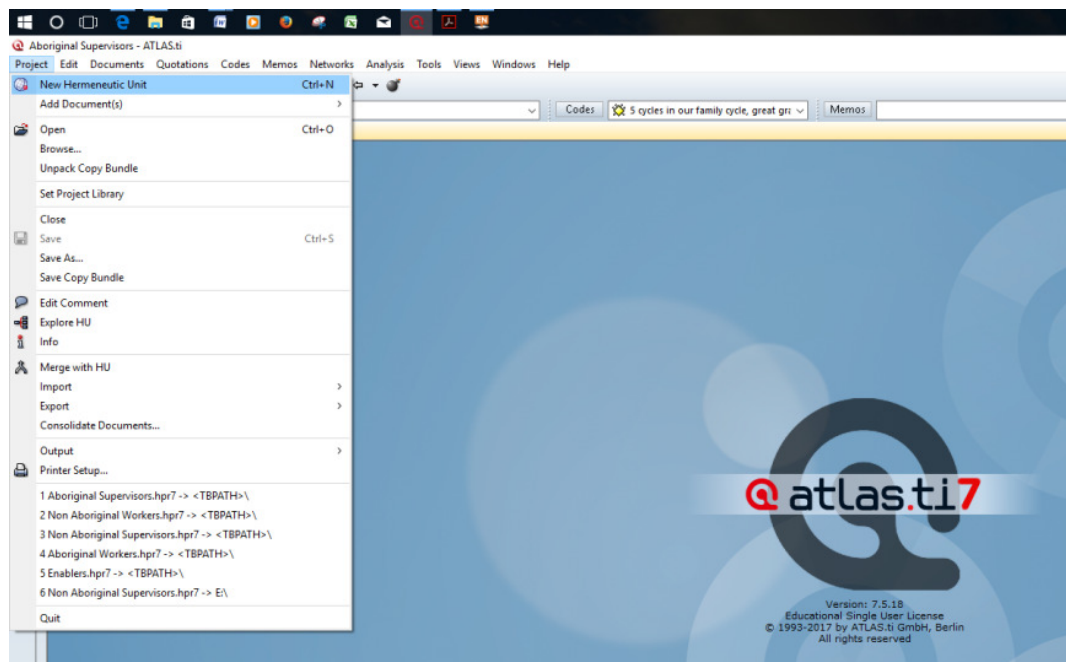 Aboriginal Supervisors - ATLAS.ti
Project Edit Documents Quotations Codes Memos Networks Analysis Tools Views Windows Help
New Hermeneutic Unit Ctrl+N
Add Document(s)
Codes 5 cycles in our family cycle, great gra Memos
Open Ctrl+O
Browse...
Unpack Copy Bundle
Set Project Library
Close
Save Ctrl+S
Save As...
Save Copy Bundle
Edit Comment
Explore HU
Info
Merge with HU
Import
Export
Consolidate Documents...
Output
Printer Setup...
1 Aboriginal Supervisors.hpr7 -> <TBPATH>\
2 Non Aboriginal Workers.hpr7 -> <TBPATH>\
3 Non Aboriginal Supervisors.hpr7 -> <TBPATH>\
4 Aboriginal Workers.hpr7 -> <TBPATH>\
5 Enablers.hpr7 -> <TBPATH>\
6 Non Aboriginal Supervisors.hpr7 -> E:\
Quit
atlas.ti7
Version: 7.5.18
Educational Single User License
© 1993-2017 by ATLAS.ti GmbH, Berlin
All rights reserved